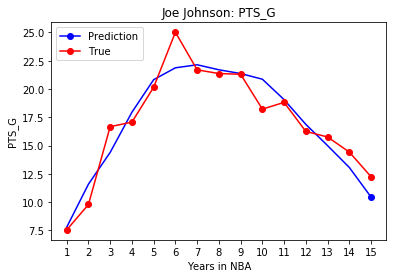 Joe Johnson: PTS_G
Prediction
True
PTS_G
25.0
22.5
20.0
17.5
15.0
12.5
10.0
7.5
1 2 3 4 5 6 7 8 9 10 11 12 13 14 15
Years in NBA